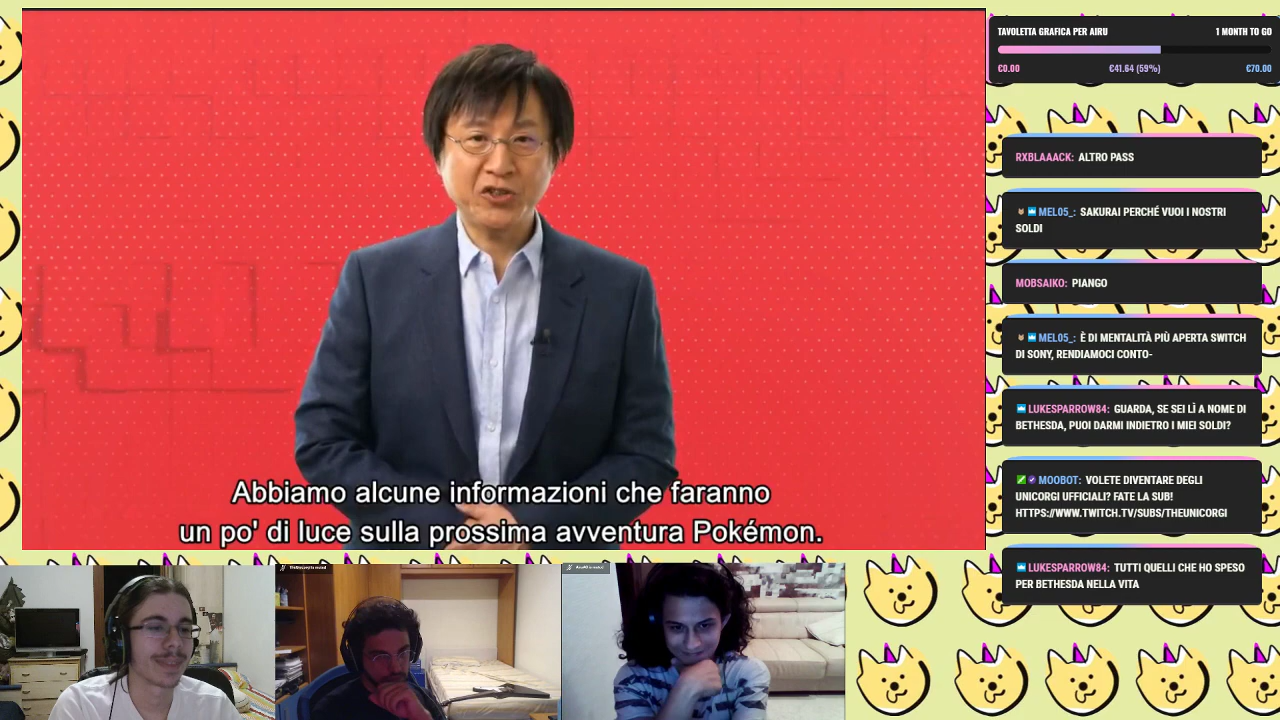 TAVOLETTA GRAFICA PER AIRU 1 MONTH TO GO
€0.00 €41.64 (59%) €70.00
RXBLAAACK: ALTRO PASS
MEL05_: SAKURAI PERCHÉ VUOI I NOSTRI
SOLDI
MOBSAIKO: PIANGO
MEL05_: È DI MENTALITÀ PIÙ APERTA SWITCH
DI SONY, RENDIAMOCI CONTO-
LUKESPARROW84: GUARDA, SE SEI LÌ A NOME DI
BETHESDA, PUOI DARMI INDIETRO I MIEI SOLDI?
MOOBOT: VOLETE DIVENTARE DEGLI
UNICORGI UFFICIALI? FATE LA SUB!
HTTPS://WWW.TWITCH.TV/SUBS/THEUNICORGI
LUKESPARROW84: TUTTI QUELLI CHE HO SPESO
PER BETHESDA NELLA VITA
Abbiamo alcune informazioni che faranno
un po' di luce sulla prossima avventura Pokémon.